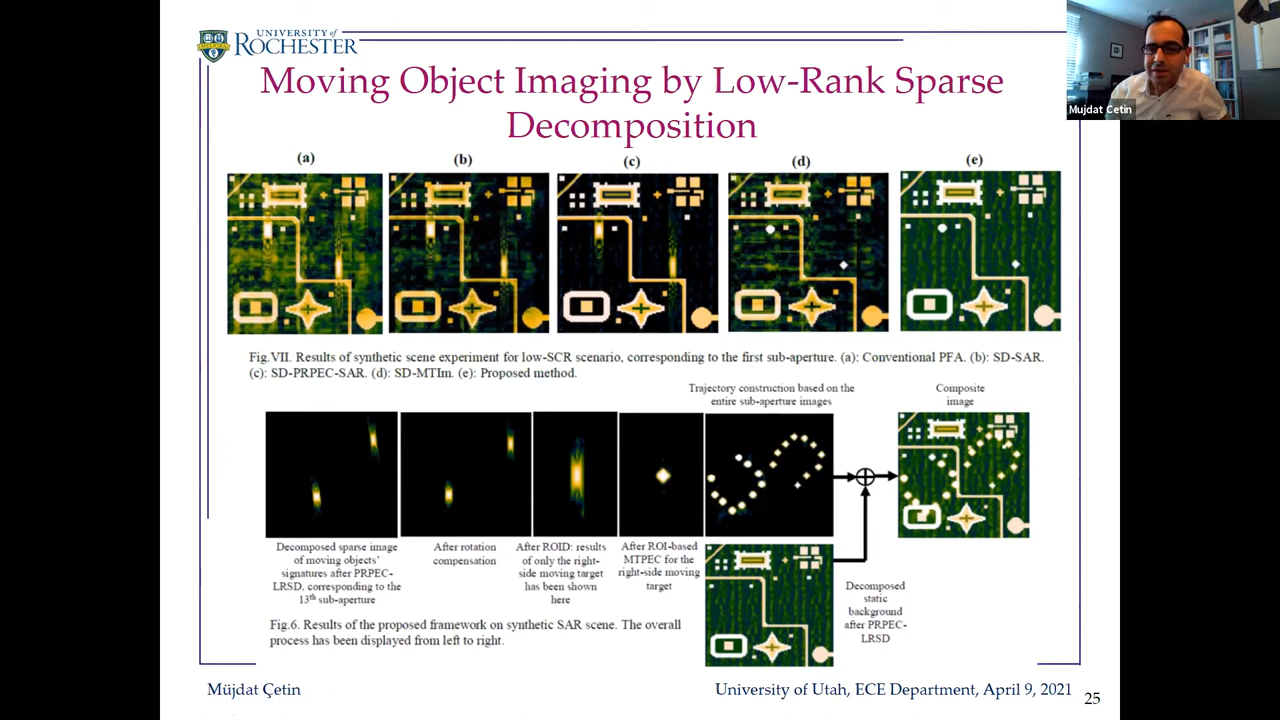 UNIVERSITY of
ROCHESTER
MELIORA
Moving Object Imaging by Low-Rank Sparse
Decomposition
Mujdat Cetin
(a) (b) (c) (d) (e)
Fig.VII. Results of synthetic scene experiment for low-SCR scenario, corresponding to the first sub-aperture. (a): Conventional PFA. (b): SD-SAR.
(c): SD-PRPEC-SAR. (d): SD-MTIm. (e): Proposed method.
Trajectory construction based on the
entire sub-aperture images
Composite
image
Decomposed sparse image
of moving objects'
signatures after PRPEC-
LRSD, corresponding to the
13th sub-aperture
After rotation
compensation
After ROID: results
of only the right-
side moving target
has been shown
here
After ROI-based
MTPEC for the
right-side moving
target
Decomposed
static
background
after PRPEC-
LRSD
Fig.6. Results of the proposed framework on synthetic SAR scene. The overall
process has been displayed from left to right.
Müjdat Çetin
University of Utah, ECE Department, April 9, 2021
25